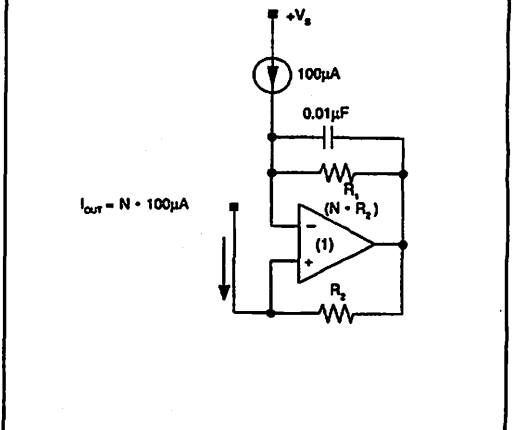 +Vs
100µA
0.01µF
R1
(N • R2)
IOUT = N • 100µA
−
(1)
+
R2